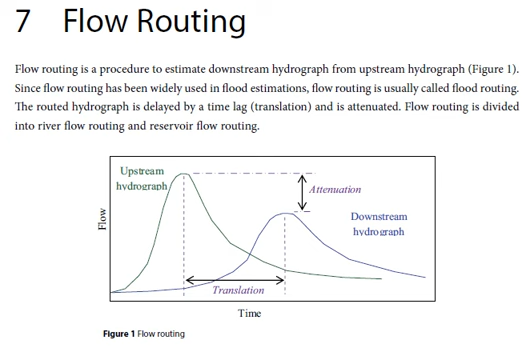 7 Flow Routing
Flow routing is a procedure to estimate downstream hydrograph from upstream hydrograph (Figure 1).
Since flow routing has been widely used in flood estimations, flow routing is usually called flood routing.
The routed hydrograph is delayed by a time lag (translation) and is attenuated. Flow routing is divided
into river flow routing and reservoir flow routing.
Upstream
hydrograph
Attenuation
Downstream
hydrograph
Flow
Translation
Time
Figure 1 Flow routing